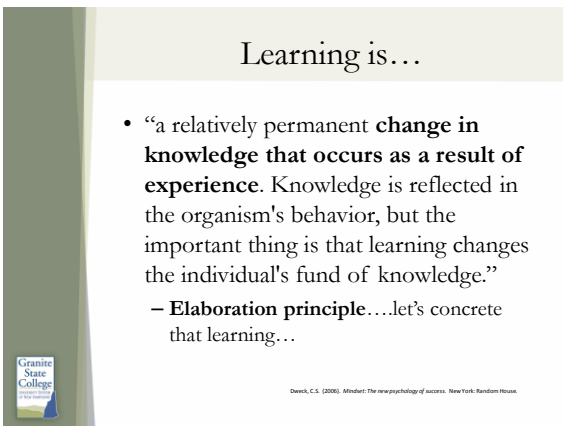 Learning is…
• “a relatively permanent change in
knowledge that occurs as a result of
experience. Knowledge is reflected in
the organism's behavior, but the
important thing is that learning changes
the individual's fund of knowledge.”
– Elaboration principle….let’s concrete
that learning…
Granite
State
College
Dweck, C.S. (2006). Mindset: The new psychology of success. New York: Random House.